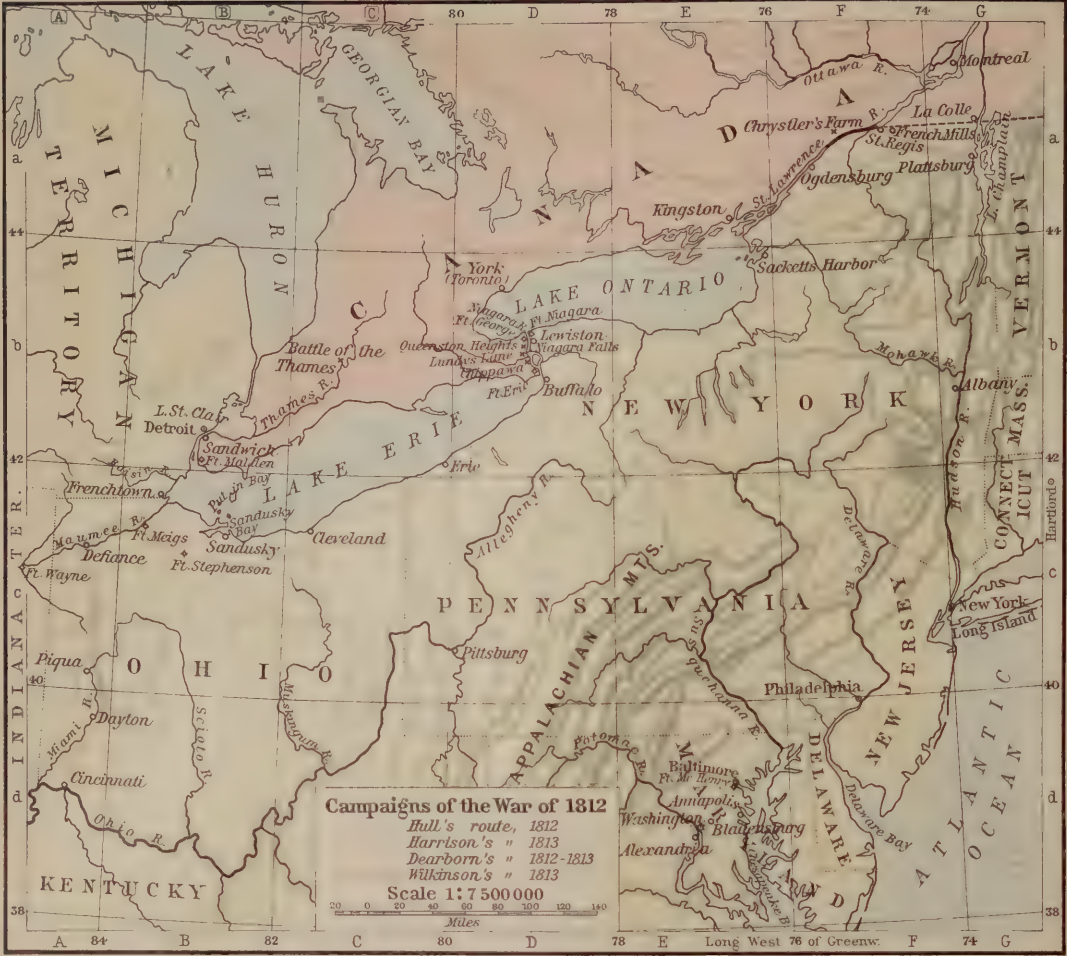 A
B
C
80
D
78
E
76
F
74
G
LAKE HURON
GEORGIAN BAY
Ottawa R.
Montreal
MICHIGAN
TERRITORY
CANADA
Chrystler's Farm
La Colle
French Mills
St. Regis
Plattsburg
L. Champlain
a
a
Ogdensburg
St. Lawrence
R.
VERMONT
Kingston
44
44
Sacketts Harbor
York
(Toronto)
LAKE ONTARIO
Niagara R.
Ft. Niagara
Ft. George
Lewiston
Queenston Heights
Niagara Falls
Lundys Lane
Chippawa
Ft. Erie
Buffalo
b
b
Battle of the
Thames
Thames R.
Mohawk R.
Albany
NEW YORK
MASS.
CONNECT-
ICUT
Hudson R.
Hartford
L. St. Clair
Detroit
Sandwich
Ft. Malden
LAKE ERIE
42
42
Raisin R.
Frenchtown
Put in Bay
Erie
Sandusky
Bay
Allegheny R.
Delaware R.
Maumee R.
Ft. Meigs
Sandusky
Cleveland
Defiance
Ft. Stephenson
Ft. Wayne
INDIANA TER.
C
C
PENNSYLVANIA
APPALACHIAN MTS.
Susquehanna R.
NEW JERSEY
New York
Long Island
Piqua
OHIO
Pittsburg
40
40
Philadelphia
Miami R.
Dayton
Scioto R.
Muskingum R.
Potomac R.
MARYLAND
Baltimore
Ft. Mc Henry
Annapolis
DELAWARE
Delaware Bay
ATLANTIC
OCEAN
Cincinnati
d
d
Ohio R.
Washington
Bladensburg
Alexandrea
Chesapeake B.
KENTUCKY
Campaigns of the War of 1812
Hull's route, 1812
Harrison's " 1813
Dearborn's " 1812-1813
Wilkinson's " 1813
Scale 1:7500000
20 0 20 40 60 80 100 120 140
Miles
38
38
A
84
B
82
C
80
D
78
E
Long West 76 of Greenw.
F
74
G